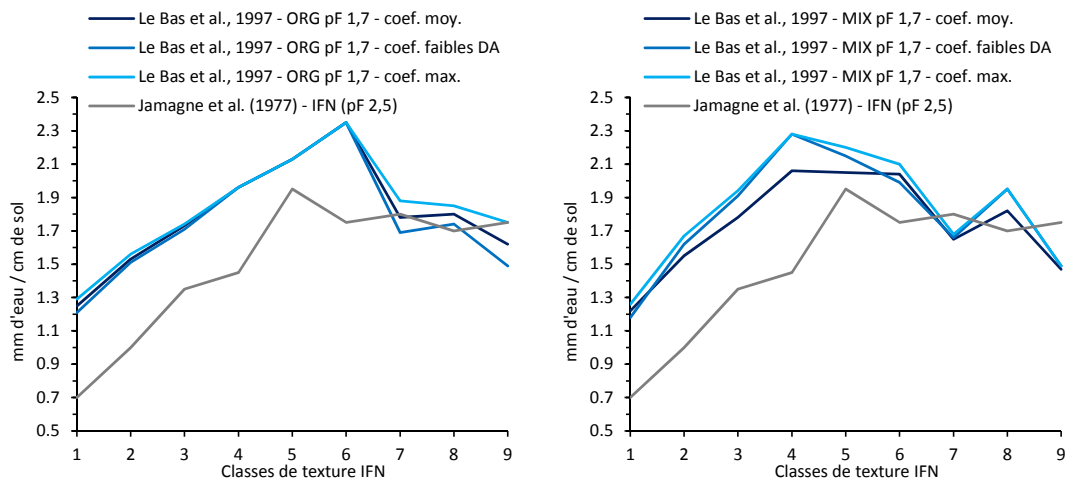 Le Bas et al., 1997 - ORG pF 1,7 - coef. moy.
Le Bas et al., 1997 - ORG pF 1,7 - coef. faibles DA
Le Bas et al., 1997 - ORG pF 1,7 - coef. max.
Jamagne et al. (1977) - IFN (pF 2,5)
mm d'eau / cm de sol
2.5
2.3
2.1
1.9
1.7
1.5
1.3
1.1
0.9
0.7
0.5
1 2 3 4 5 6 7 8 9
Classes de texture IFN
Le Bas et al., 1997 - MIX pF 1,7 - coef. moy.
Le Bas et al., 1997 - MIX pF 1,7 - coef. faibles DA
Le Bas et al., 1997 - MIX pF 1,7 - coef. max.
Jamagne et al. (1977) - IFN (pF 2,5)
mm d'eau / cm de sol
2.5
2.3
2.1
1.9
1.7
1.5
1.3
1.1
0.9
0.7
0.5
1 2 3 4 5 6 7 8 9
Classes de texture IFN